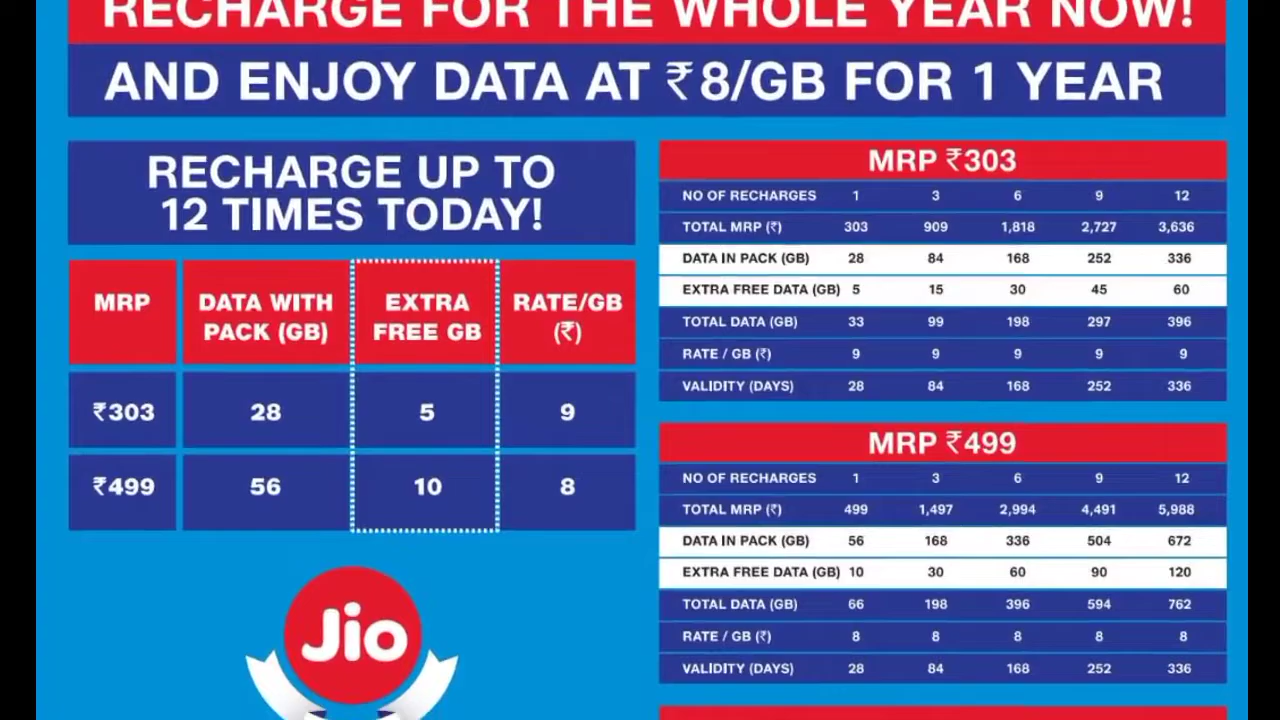 RECHARGE FOR THE WHOLE YEAR NOW!
AND ENJOY DATA AT ₹8/GB FOR 1 YEAR
RECHARGE UP TO
12 TIMES TODAY!
MRP DATA WITH PACK (GB) EXTRA FREE GB RATE/GB (₹)
₹303 28 5 9
₹499 56 10 8
Jio
MRP ₹303
NO OF RECHARGES 1 3 6 9 12
TOTAL MRP (₹) 303 909 1,818 2,727 3,636
DATA IN PACK (GB) 28 84 168 252 336
EXTRA FREE DATA (GB) 5 15 30 45 60
TOTAL DATA (GB) 33 99 198 297 396
RATE / GB (₹) 9 9 9 9 9
VALIDITY (DAYS) 28 84 168 252 336
MRP ₹499
NO OF RECHARGES 1 3 6 9 12
TOTAL MRP (₹) 499 1,497 2,994 4,491 5,988
DATA IN PACK (GB) 56 168 336 504 672
EXTRA FREE DATA (GB) 10 30 60 90 120
TOTAL DATA (GB) 66 198 396 594 762
RATE / GB (₹) 8 8 8 8 8
VALIDITY (DAYS) 28 84 168 252 336